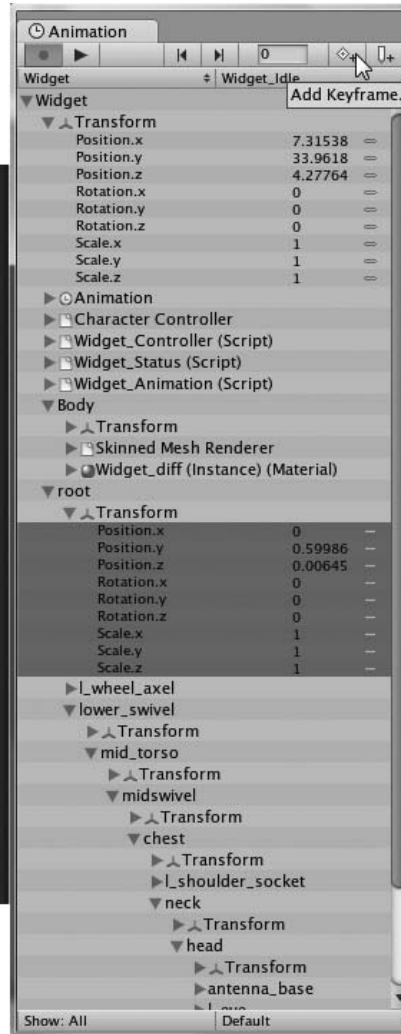 Animation
0
Widget Widget_Idle
Add Keyframe.
Widget
Transform
Position.x 7.31538
Position.y 33.9618
Position.z 4.27764
Rotation.x 0
Rotation.y 0
Rotation.z 0
Scale.x 1
Scale.y 1
Scale.z 1
Animation
Character Controller
Widget_Controller (Script)
Widget_Status (Script)
Widget_Animation (Script)
Body
Transform
Skinned Mesh Renderer
Widget_diff (Instance) (Material)
root
Transform
Position.x 0
Position.y 0.59986
Position.z 0.00645
Rotation.x 0
Rotation.y 0
Rotation.z 0
Scale.x 1
Scale.y 1
Scale.z 1
l_wheel_axel
lower_swivel
Transform
mid_torso
Transform
midswivel
Transform
chest
Transform
l_shoulder_socket
neck
Transform
head
Transform
antenna_base
Show: All Default